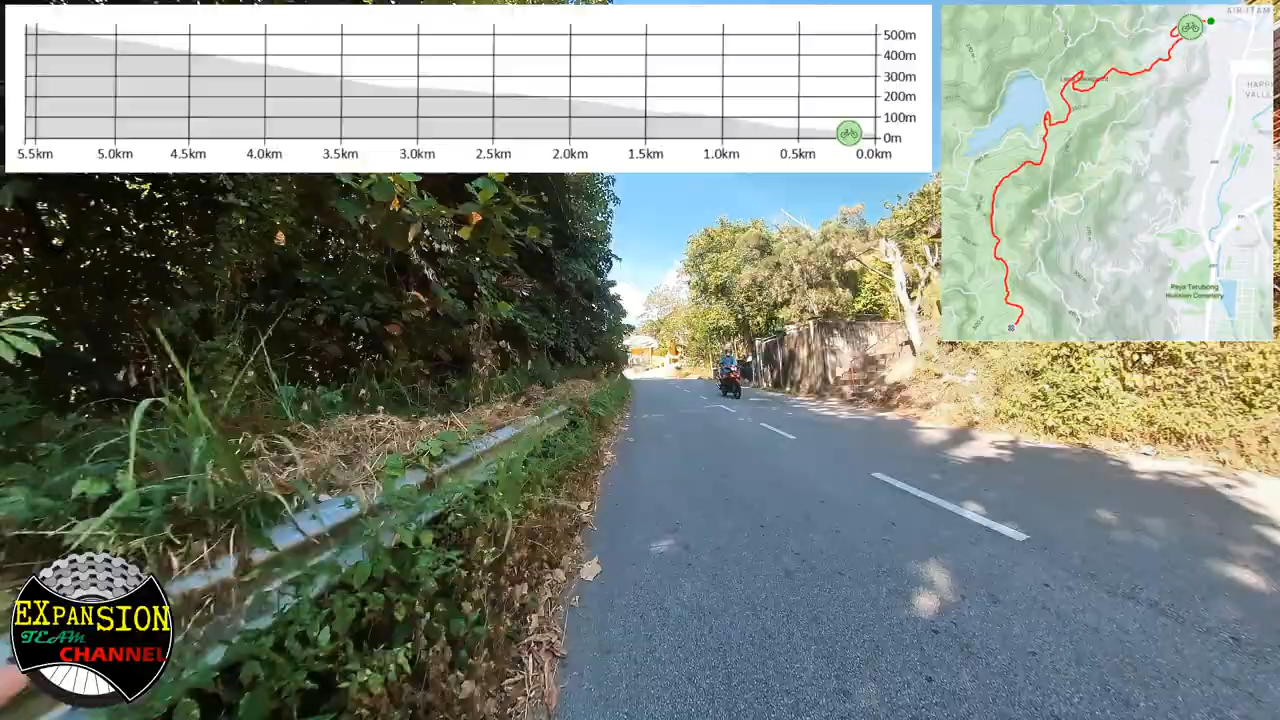 500m
400m
300m
200m
100m
0m
5.5km 5.0km 4.5km 4.0km 3.5km 3.0km 2.5km 2.0km 1.5km 1.0km 0.5km 0.0km
AIR ITAM
HAPPY
VALLEY
Paya Terubong
Hokkien Cemetery
EXPANSION
TEAM
CHANNEL